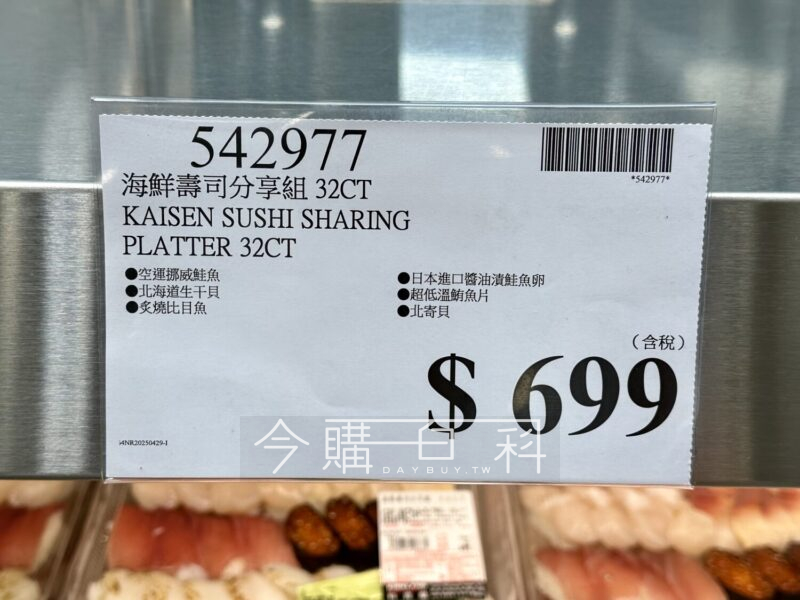 542977
*542977*
海鮮壽司分享組 32CT
KAISEN SUSHI SHARING
PLATTER 32CT
●空運挪威鮭魚
●北海道生干貝
●炙燒比目魚
●日本進口醬油漬鮭魚卵
●超低溫鮪魚片
●北寄貝
（含稅）
$ 699
今購百科
DAYBUY.TW